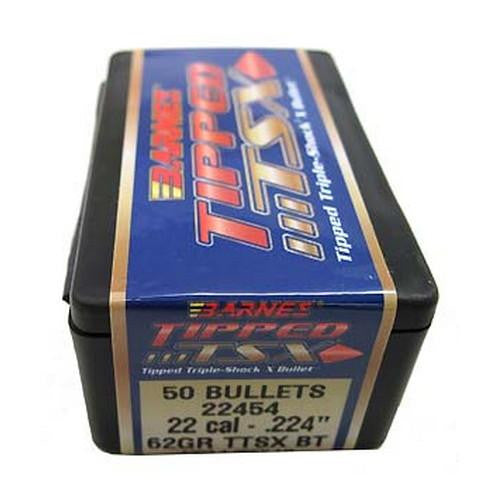 BARNES
TIPPED
TSX
Tipped Triple-Shock X Bullet
BARNES®
TIPPED
TSX
Tipped Triple-Shock X Bullet
50 BULLETS
22454
22 cal - .224"
62GR TTSX BT